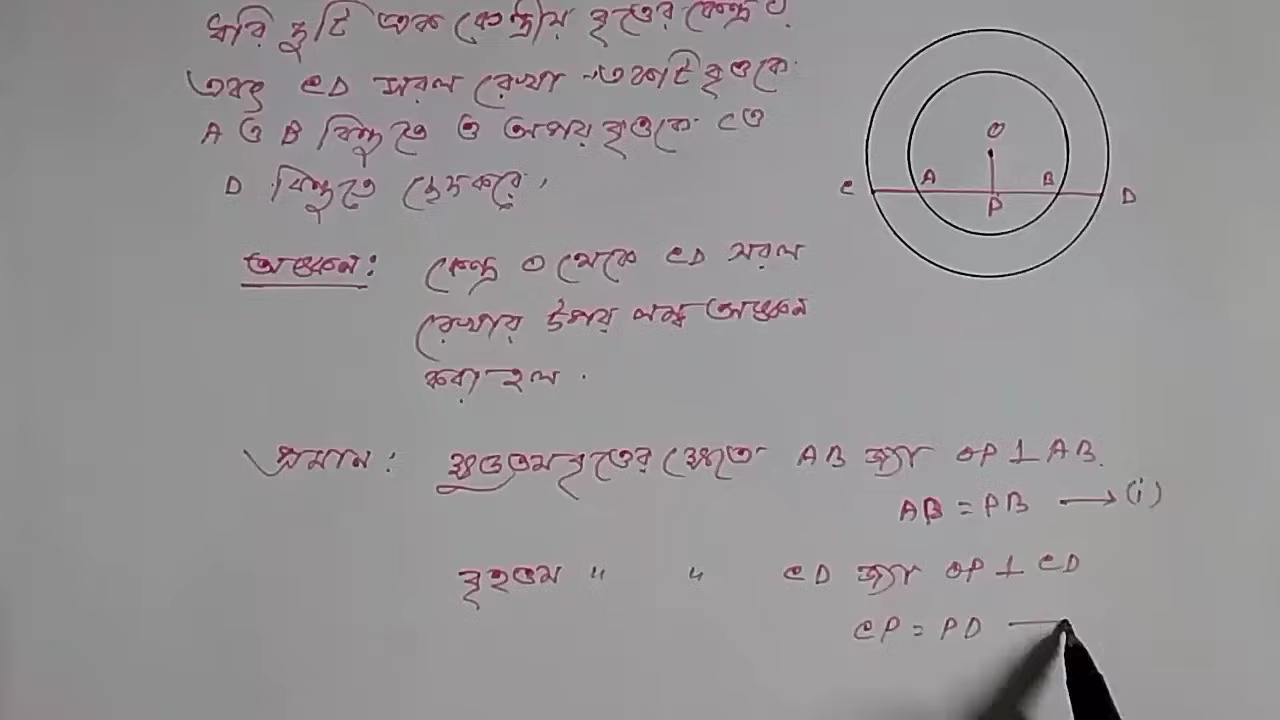 ধরি দুটি এক কেন্দ্রীয় বৃত্তের কেন্দ্র O.
এবং CD সরল রেখা একটি বৃত্তকে
A ও B বিন্দুতে ও অপর বৃত্তকে C ও
D বিন্দুতে ছেদ করে,
অঙ্কন: কেন্দ্র O থেকে CD সরল
রেখার উপর লম্ব অঙ্কন
করা হল.
প্রমান: ক্ষুদ্রতম বৃত্তের ক্ষেত্রে AB জ্যা OP ⊥ AB.
AB = PB → (i)
বৃহত্তম " " CD জ্যা OP ⊥ CD
CP = PD —
O
C A P B D